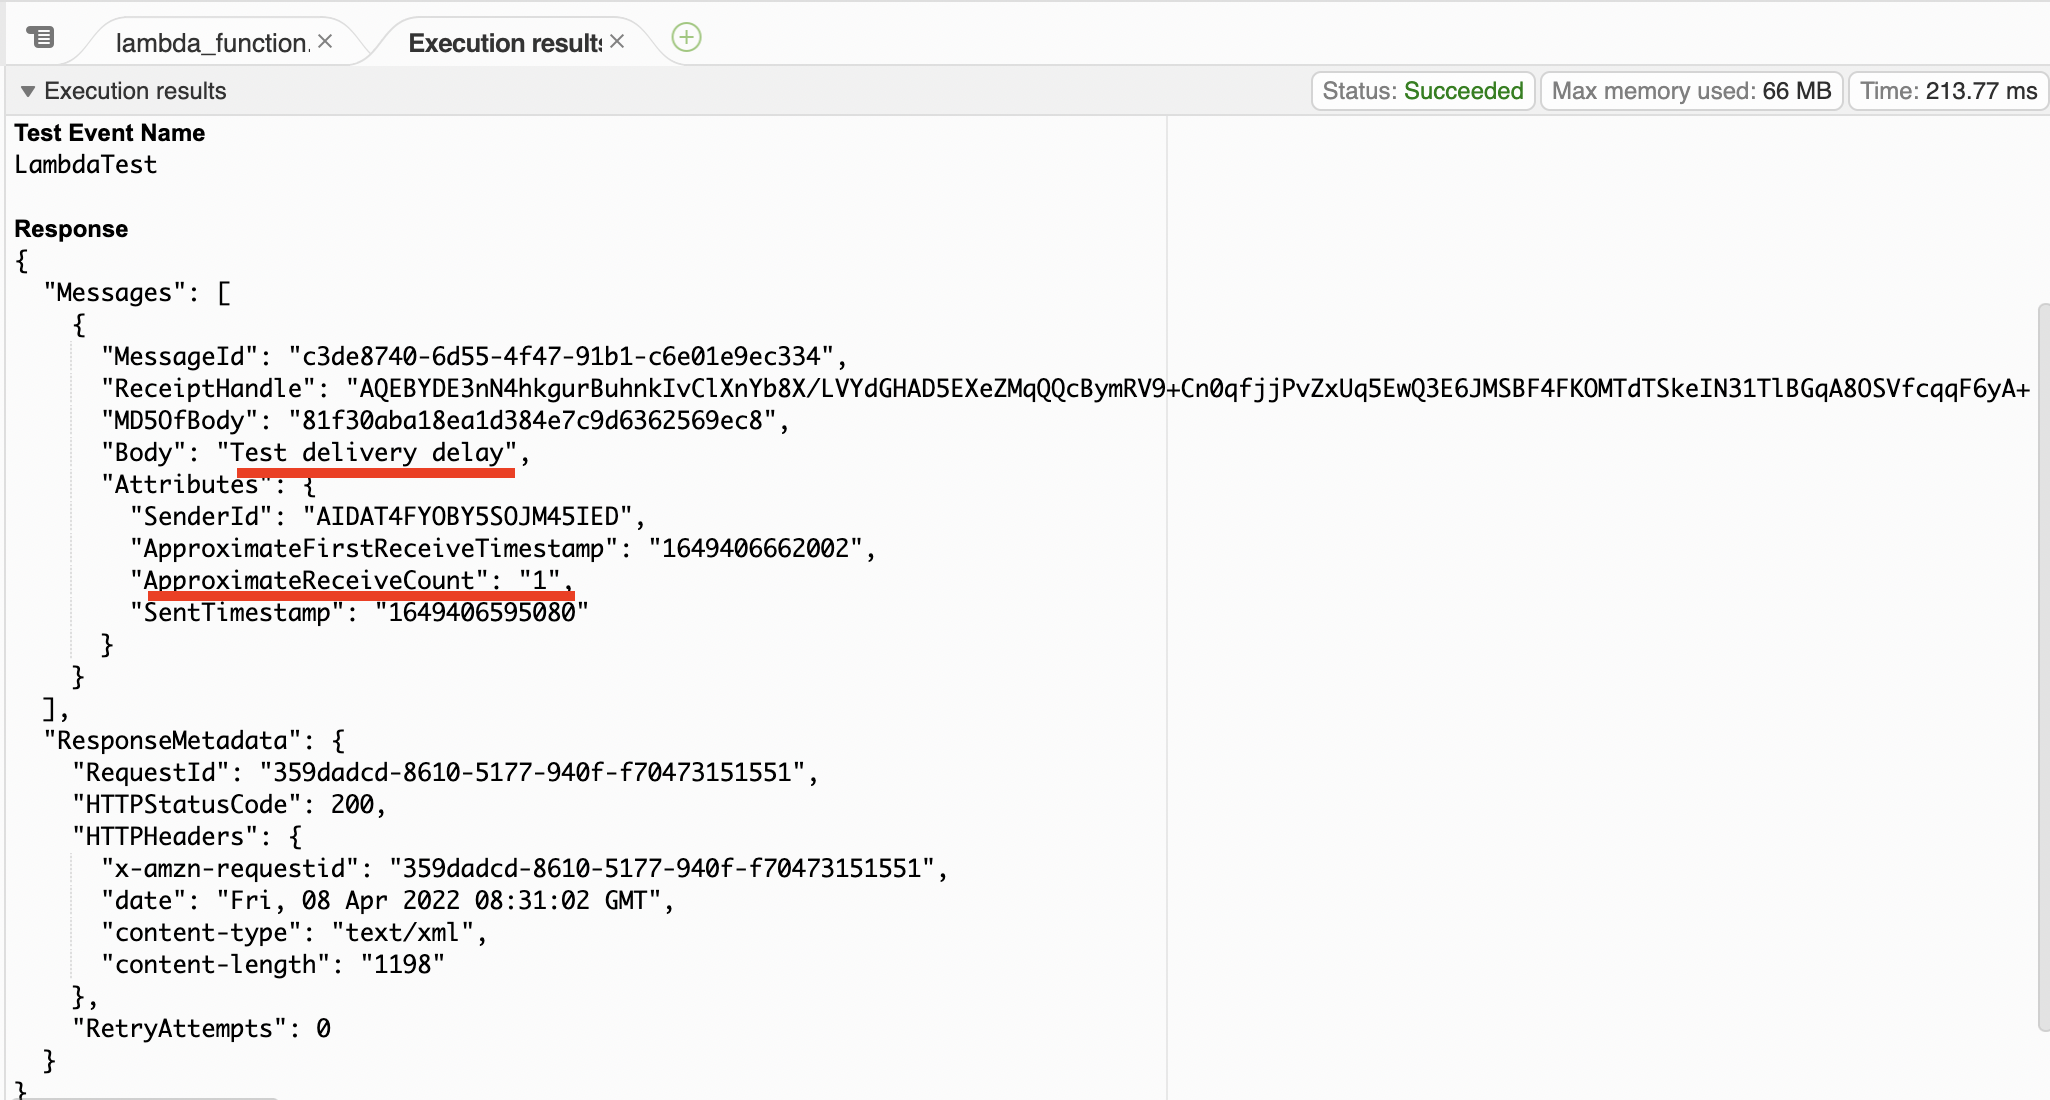 lambda_function.
Execution results
Execution results
Status: Succeeded
Max memory used: 66 MB
Time: 213.77 ms
Test Event Name
LambdaTest
Response
{
  "Messages": [
    {
      "MessageId": "c3de8740-6d55-4f47-91b1-c6e01e9ec334",
      "ReceiptHandle": "AQEBYDE3nN4hkgurBuhnkIvClXnYb8X/LVYdGHAD5EXeZMqQQcBymRV9+Cn0qfjjPvZxUq5EwQ3E6JMSBF4FKOMTdTSkeIN31TlBGqA8OSVfcqqF6yA+
      "MD5OfBody": "81f30aba18ea1d384e7c9d6362569ec8",
      "Body": "Test delivery delay",
      "Attributes": {
        "SenderId": "AIDAT4FYOBY5SOJM45IED",
        "ApproximateFirstReceiveTimestamp": "1649406662002",
        "ApproximateReceiveCount": "1",
        "SentTimestamp": "1649406595080"
      }
    }
  ],
  "ResponseMetadata": {
    "RequestId": "359dadcd-8610-5177-940f-f70473151551",
    "HTTPStatusCode": 200,
    "HTTPHeaders": {
      "x-amzn-requestid": "359dadcd-8610-5177-940f-f70473151551",
      "date": "Fri, 08 Apr 2022 08:31:02 GMT",
      "content-type": "text/xml",
      "content-length": "1198"
    },
    "RetryAttempts": 0
  }
}